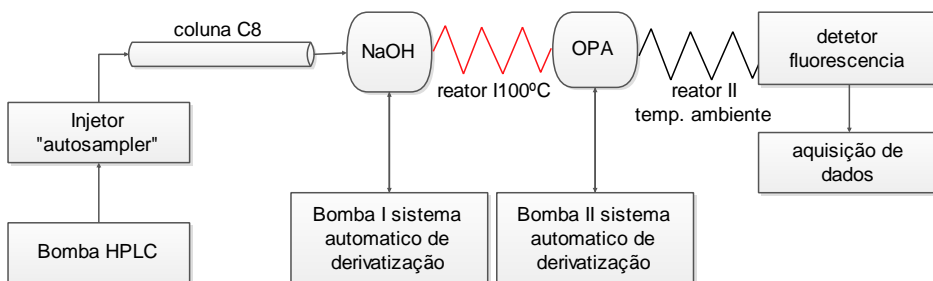 coluna C8
NaOH
OPA
detetor
fluorescencia
reator I100ºC
reator II
temp. ambiente
Injetor
"autosampler"
aquisição de
dados
Bomba HPLC
Bomba I sistema
automatico de
derivatização
Bomba II sistema
automatico de
derivatização